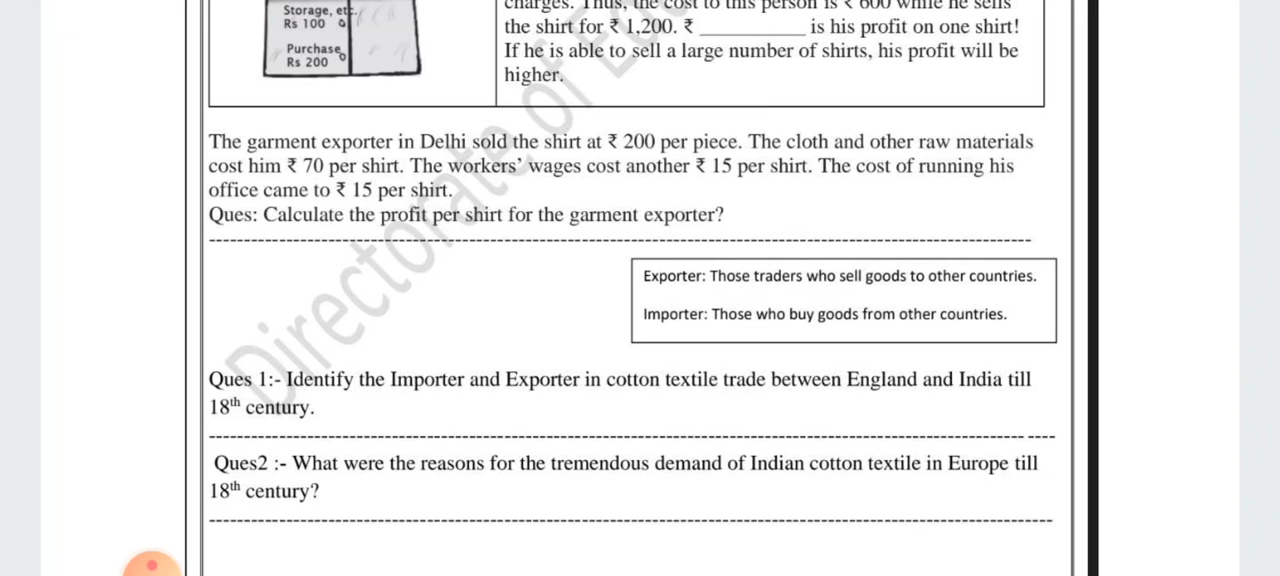 Storage, etc.
Rs 100
Purchase
Rs 200
charges. Thus, the cost to this person is ₹ 600 while he sells
the shirt for ₹ 1,200. ₹ ___________ is his profit on one shirt!
If he is able to sell a large number of shirts, his profit will be
higher.
The garment exporter in Delhi sold the shirt at ₹ 200 per piece. The cloth and other raw materials
cost him ₹ 70 per shirt. The workers’ wages cost another ₹ 15 per shirt. The cost of running his
office came to ₹ 15 per shirt.
Ques: Calculate the profit per shirt for the garment exporter?
Exporter: Those traders who sell goods to other countries.
Importer: Those who buy goods from other countries.
Ques 1:- Identify the Importer and Exporter in cotton textile trade between England and India till
18th century.
Ques2 :- What were the reasons for the tremendous demand of Indian cotton textile in Europe till
18th century?
Directorate of Edu